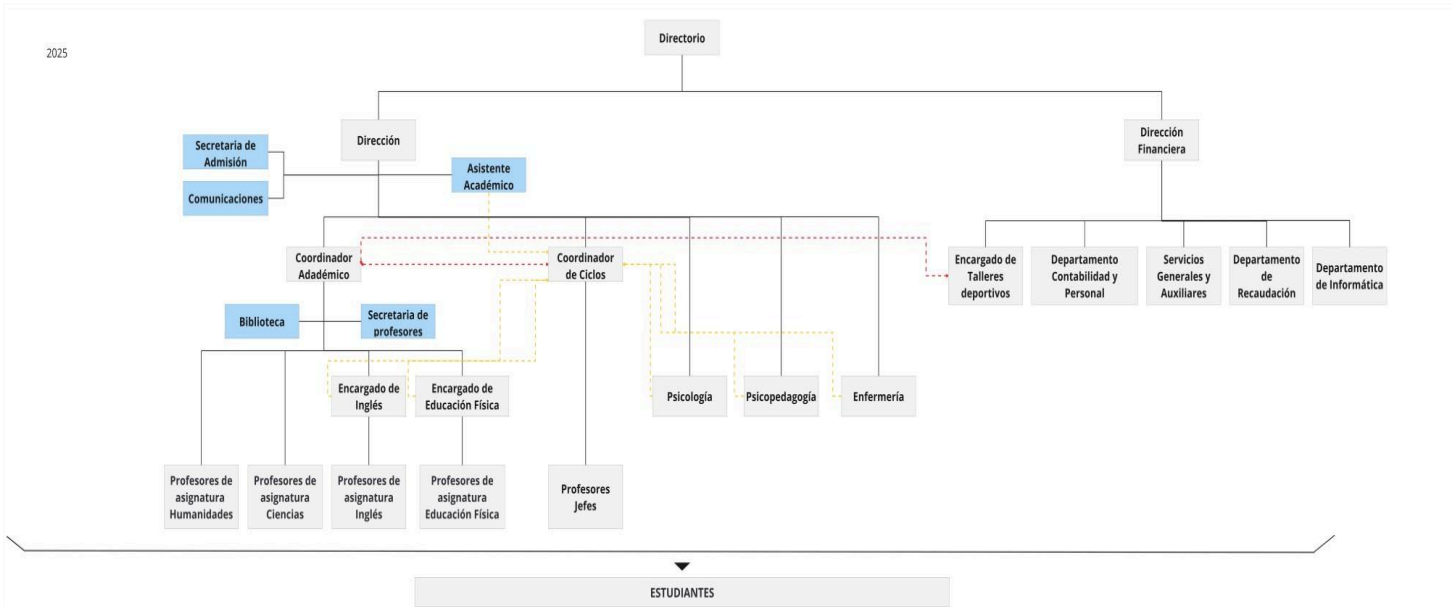 2025
Directorio
Dirección
Dirección
Financiera
Secretaria de
Admisión
Comunicaciones
Asistente
Académico
Coordinador
Adadémico
Coordinador
de Ciclos
Encargado de
Talleres
deportivos
Departamento
Contabilidad y
Personal
Servicios
Generales y
Auxiliares
Departamento
de
Recaudación
Departamento
de Informática
Biblioteca
Secretaria de
profesores
Encargado de
Inglés
Encargado de
Educación Física
Psicología
Psicopedagogía
Enfermería
Profesores de
asignatura
Humanidades
Profesores de
asignatura
Ciencias
Profesores de
asignatura
Inglés
Profesores de
asignatura
Educación Física
Profesores
Jefes
ESTUDIANTES